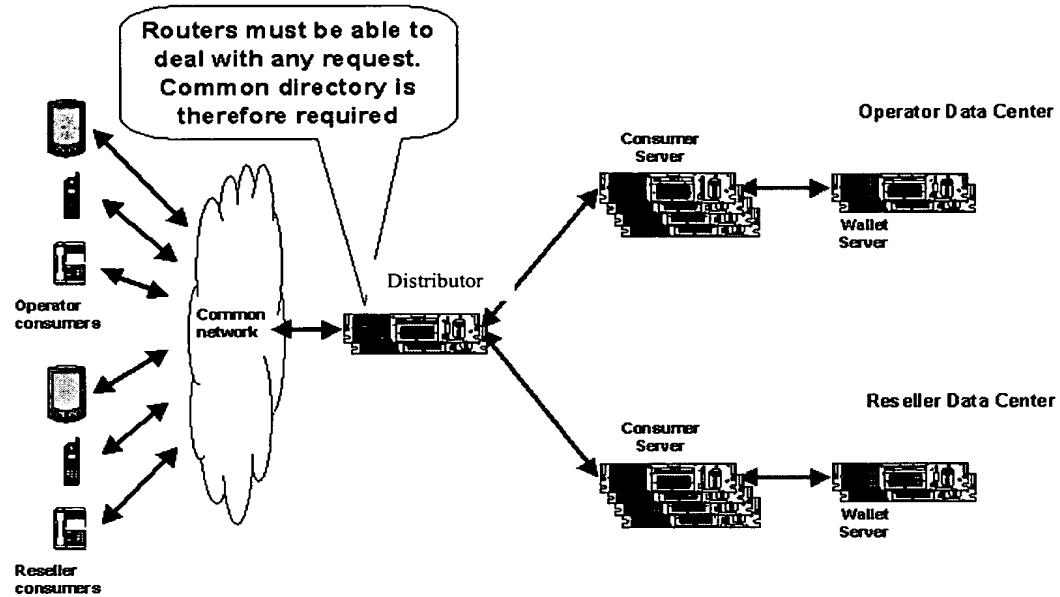 Routers must be able to
deal with any request.
Common directory is
therefore required
Operator Data Center
Consumer
Server
Wallet
Server
Distributor
Operator
consumers
Common
network
Reseller Data Center
Consumer
Server
Wallet
Server
Reseller
consumers